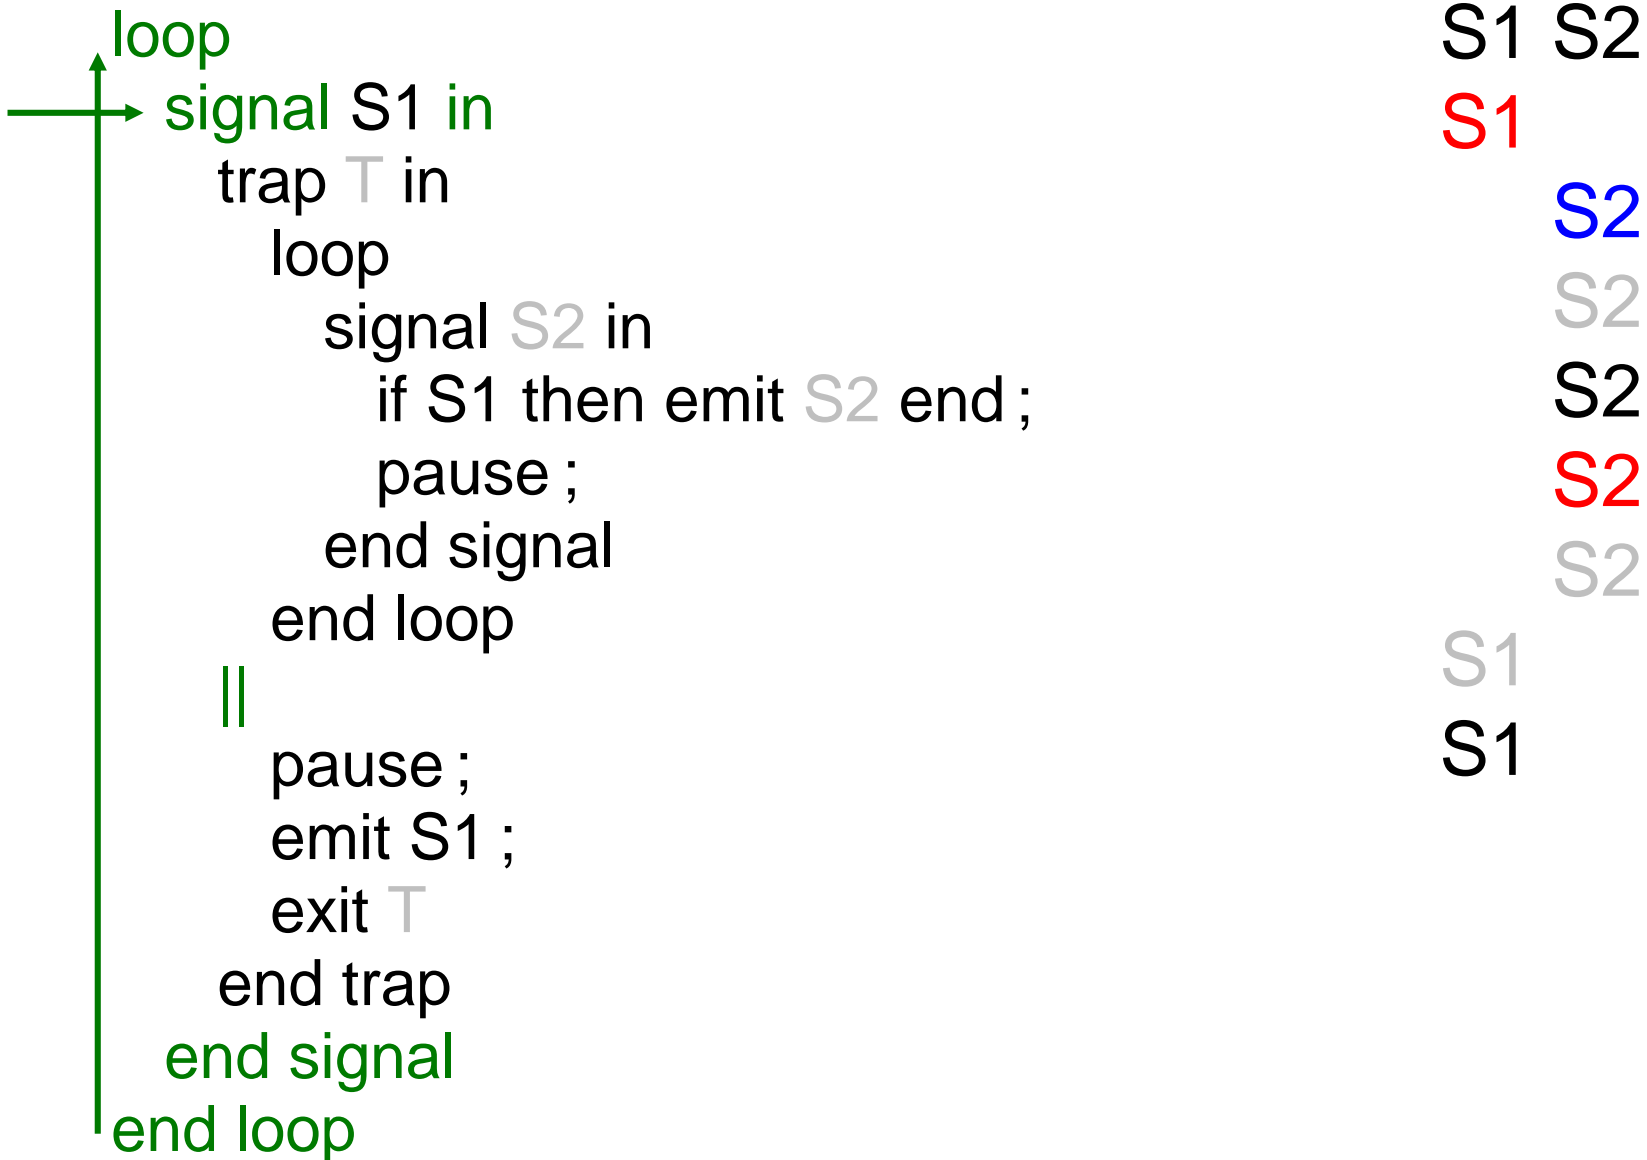 loop
signal S1 in
trap T in
loop
signal S2 in
if S1 then emit S2 end ;
pause ;
end signal
end loop
||
pause ;
emit S1 ;
exit T
end trap
end signal
end loop
S1 S2
S1
S2
S2
S2
S2
S2
S1
S1